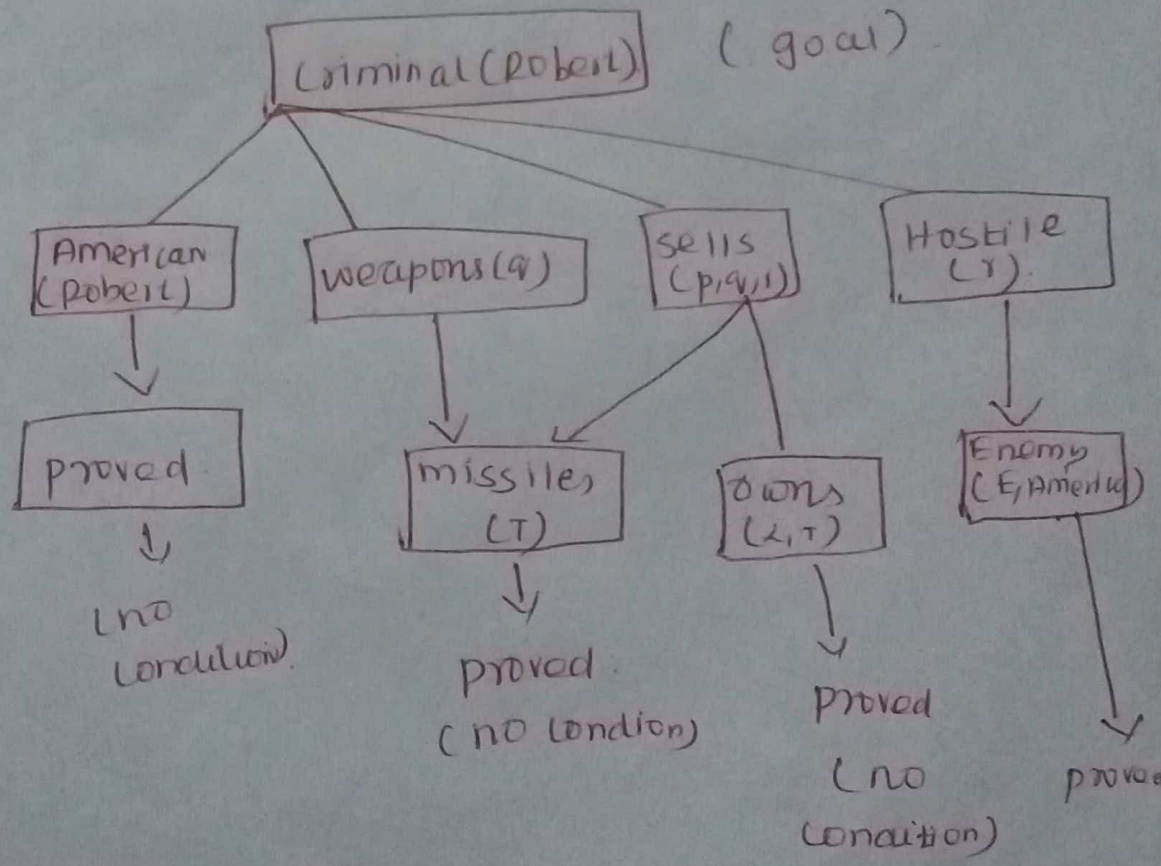 Criminal (Robert)
(goal)
American
(Robert)
weapons(q)
sells
(p,q,r)
Hostile
(r).
proved.
missiles
(T)
owns
(L,T)
Enemy
(E,America)
(no
condition).
proved.
(no condion)
proved
(no
condition)
proved